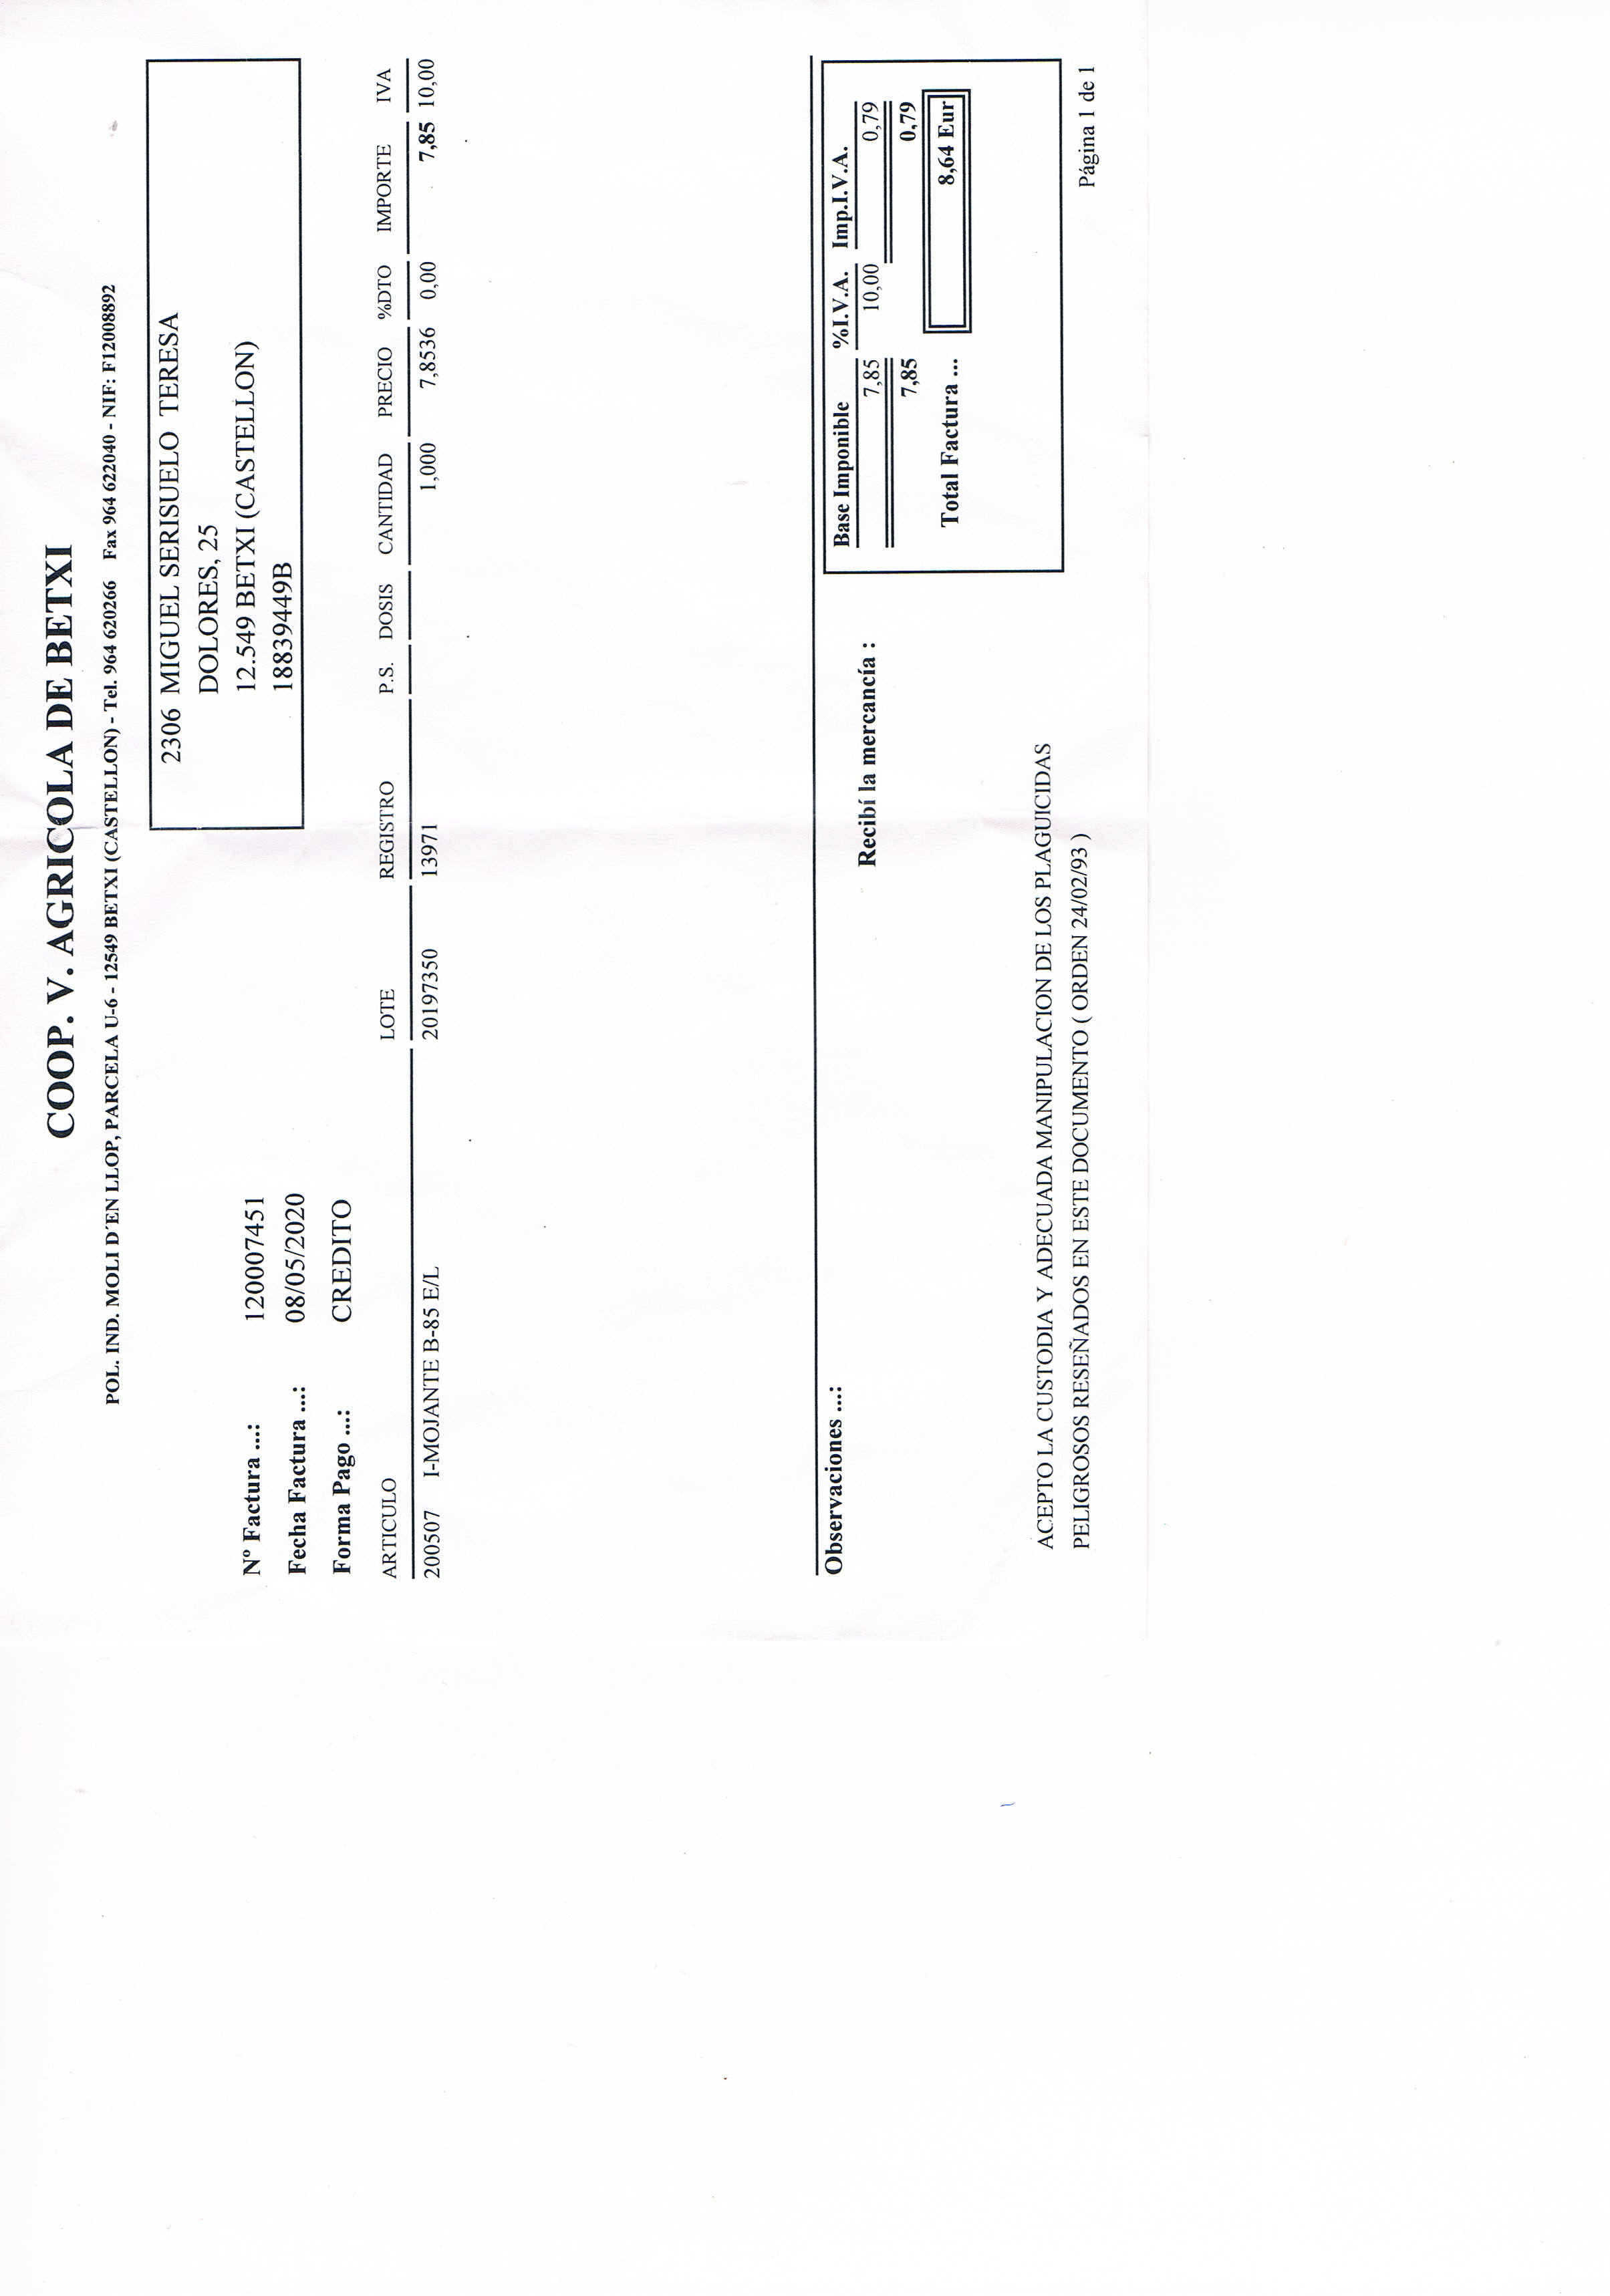 COOP. V. AGRICOLA DE BETXI
POL. IND. MOLI D´EN LLOP, PARCELA U-6 - 12549 BETXI (CASTELLON) - Tel. 964 620266 Fax 964 622040 - NIF: F12008892
2306 MIGUEL SERISUELO TERESA
DOLORES, 25
12.549 BETXI (CASTELLON)
18839449B
Nº Factura ...: 120007451
Fecha Factura ...: 08/05/2020
Forma Pago ...: CREDITO
ARTICULO LOTE REGISTRO P.S. DOSIS CANTIDAD PRECIO %DTO IMPORTE IVA
200507 I-MOJANTE B-85 E/L 20197350 13971 1,000 7,8536 0,00 7,85 10,00
Observaciones ...:
Recibí la mercancía :
Base Imponible %I.V.A. Imp.I.V.A.
7,85 10,00 0,79
7,85 0,79
Total Factura ... 8,64 Eur
ACEPTO LA CUSTODIA Y ADECUADA MANIPULACION DE LOS PLAGUICIDAS
PELIGROSOS RESEÑADOS EN ESTE DOCUMENTO ( ORDEN 24/02/93 )
Página 1 de 1